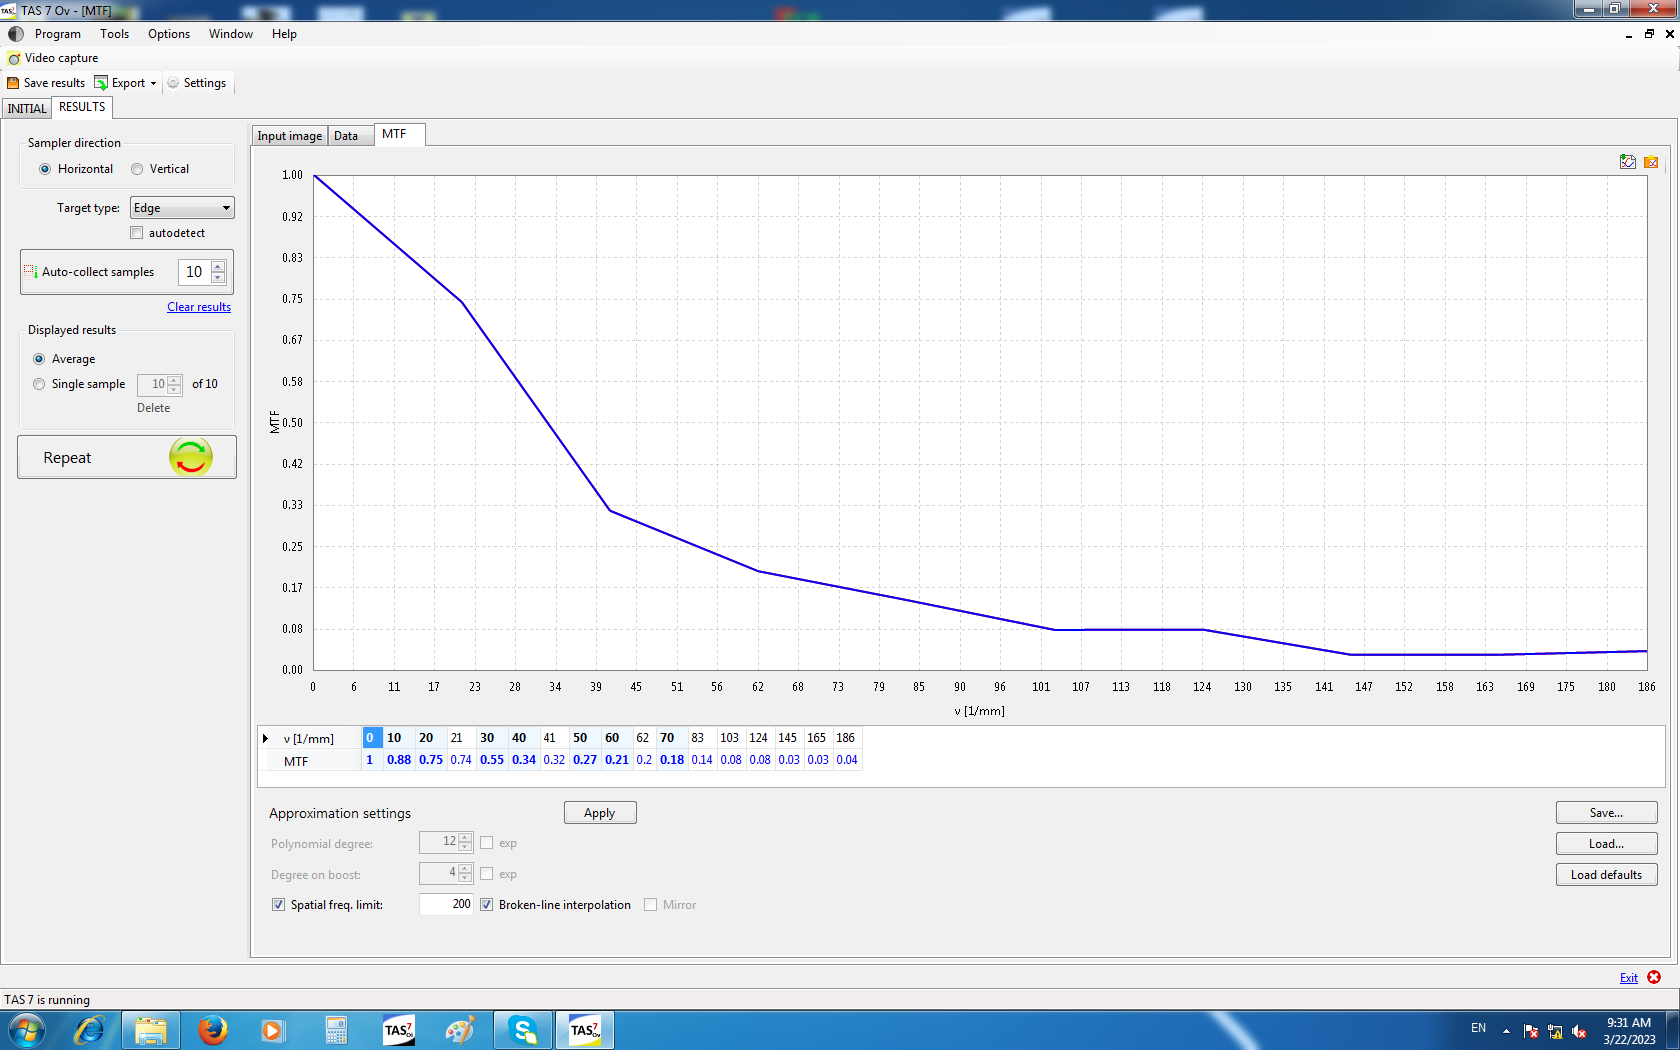 TAS 7 Ov - [MTF]
Program Tools Options Window Help
Video capture
Save results Export Settings
INITIAL RESULTS
Sampler direction
Horizontal Vertical
Target type: Edge
autodetect
Auto-collect samples 10
Clear results
Displayed results
Average
Single sample 10 of 10
Delete
Repeat
Input image Data MTF
1.00
0.92
0.83
0.75
0.67
0.58
0.50
0.42
0.33
0.25
0.17
0.08
0.00
MTF
0 6 11 17 23 28 34 39 45 51 56 62 68 73 79 85 90 96 101 107 113 118 124 130 135 141 147 152 158 163 169 175 180 186
ν [1/mm]
ν [1/mm] 0 10 20 21 30 40 41 50 60 62 70 83 103 124 145 165 186
MTF 1 0.88 0.75 0.74 0.55 0.34 0.32 0.27 0.21 0.2 0.18 0.14 0.08 0.08 0.03 0.03 0.04
Approximation settings Apply Save...
Polynomial degree: 12 exp Load...
Degree on boost: 4 exp Load defaults
Spatial freq. limit: 200 Broken-line interpolation Mirror
Exit
TAS 7 is running
TAS7 Ol
TAS7 Ov
EN
9:31 AM
3/22/2023